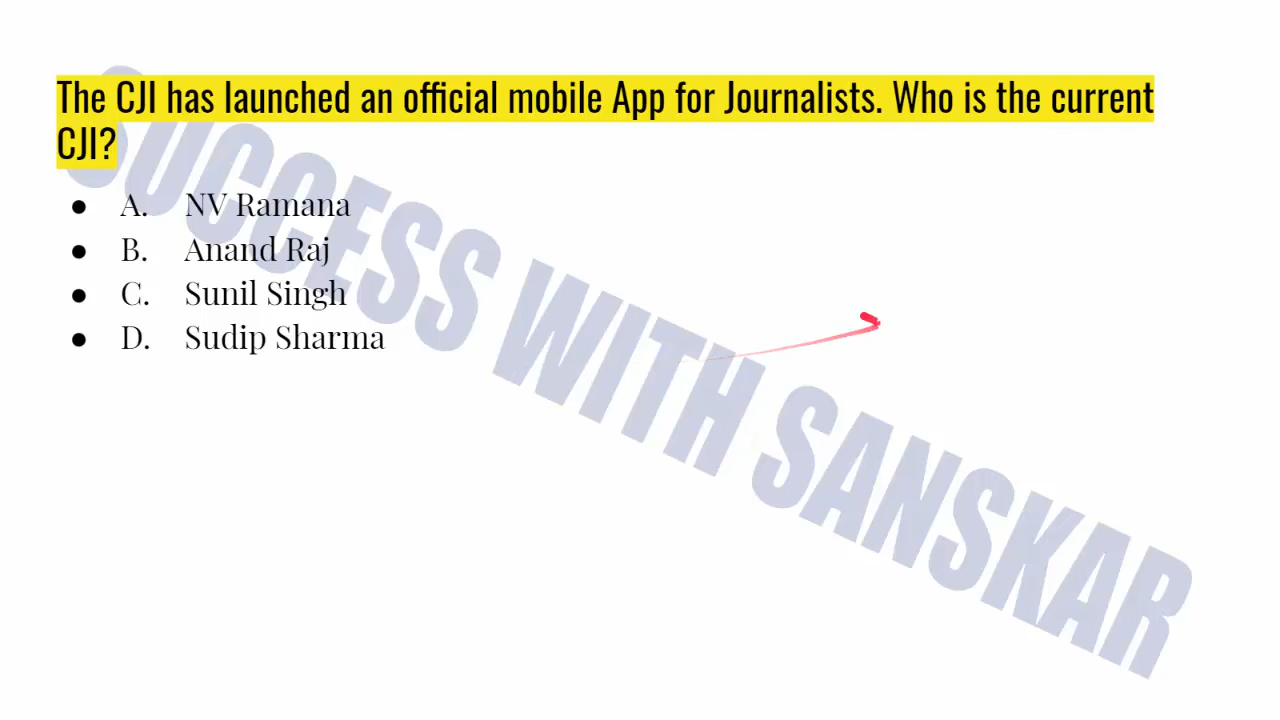 The CJI has launched an official mobile App for Journalists. Who is the current
CJI?
● A. NV Ramana
● B. Anand Raj
● C. Sunil Singh
● D. Sudip Sharma
SUCCESS WITH SANSKAR